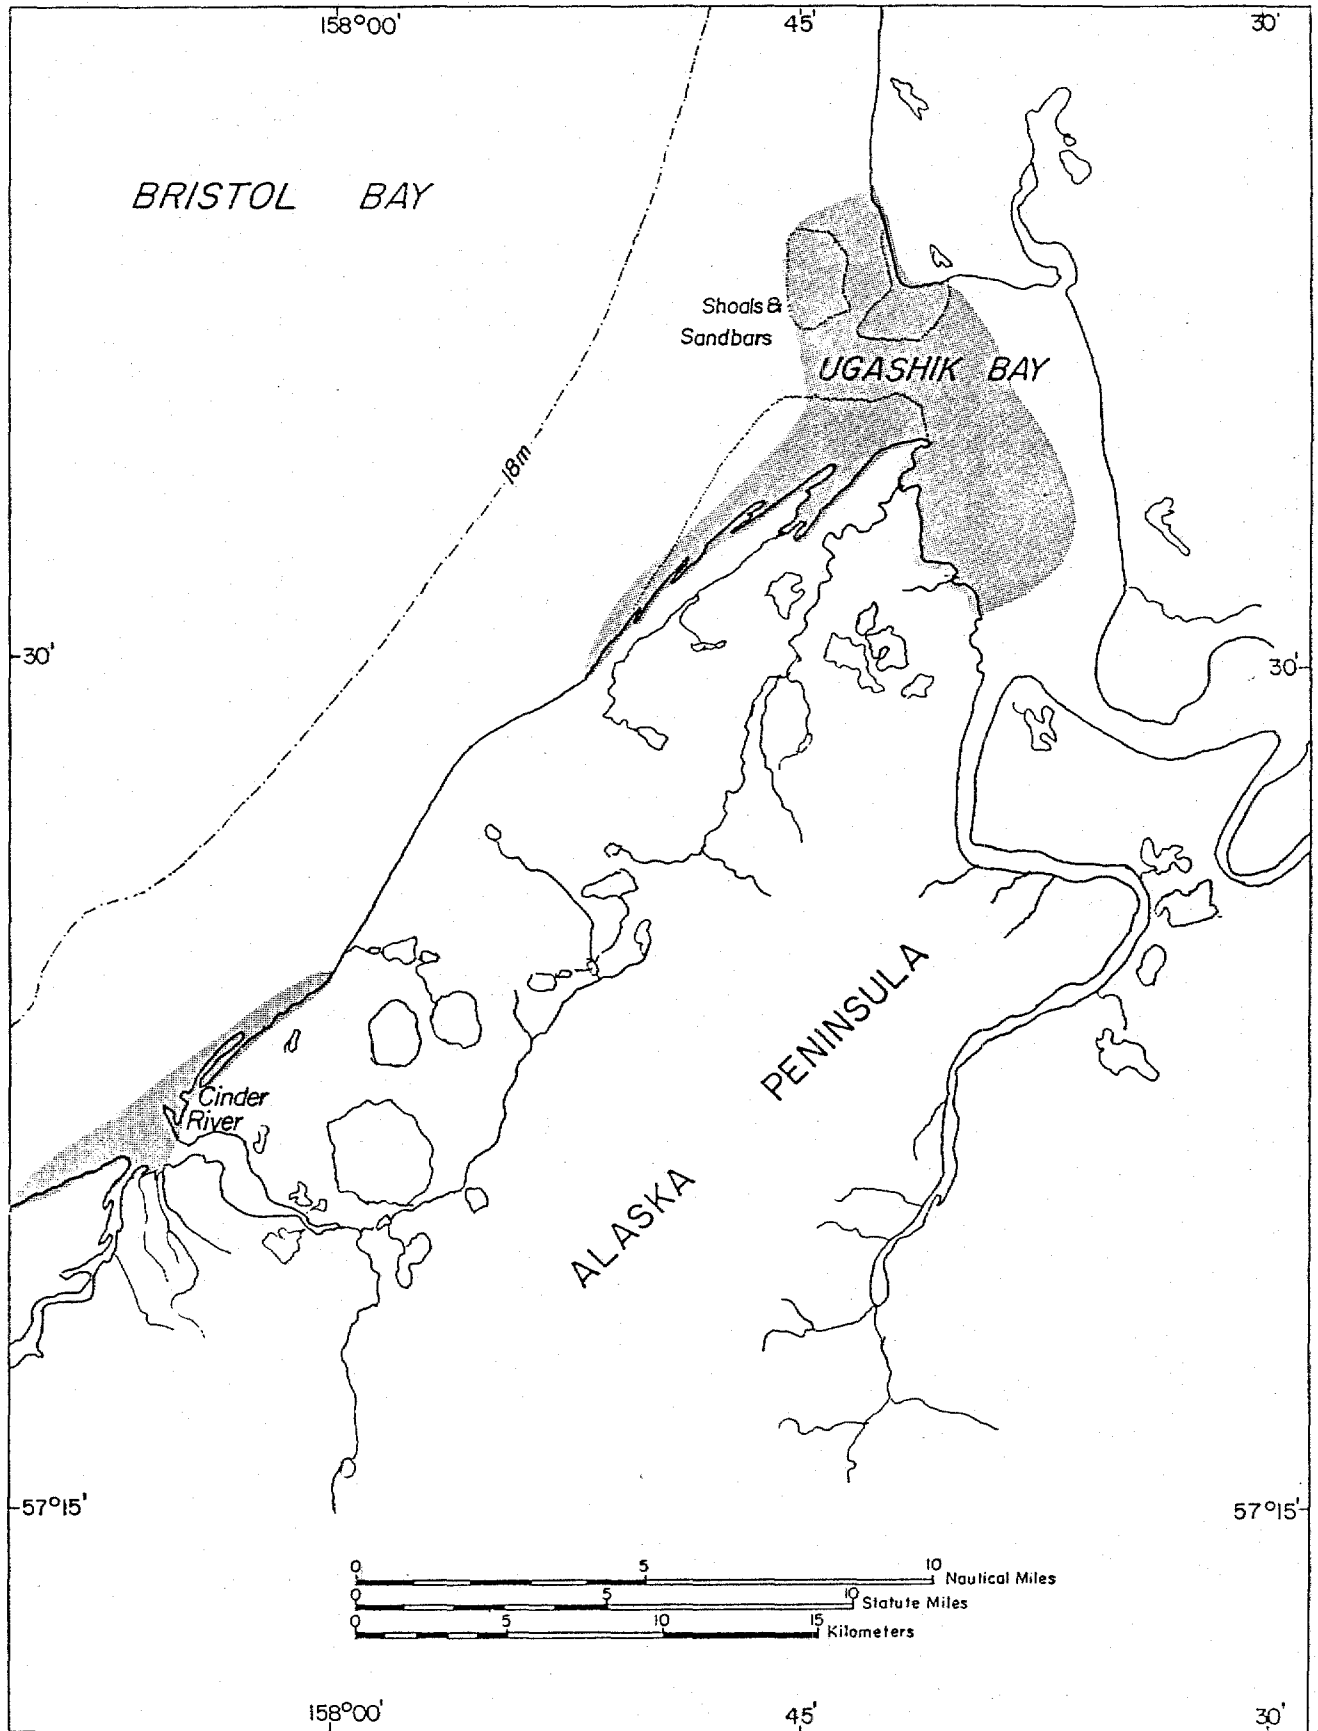 158°00' 45' 30'
BRISTOL BAY
Shoals &
Sandbars
UGASHIK BAY
18m
30' 30'
PENINSULA
Cinder
River
ALASKA
57°15' 57°15'
0 5 10 Nautical Miles
0 5 10 Statute Miles
0 5 10 15 Kilometers
158°00' 45' 30'